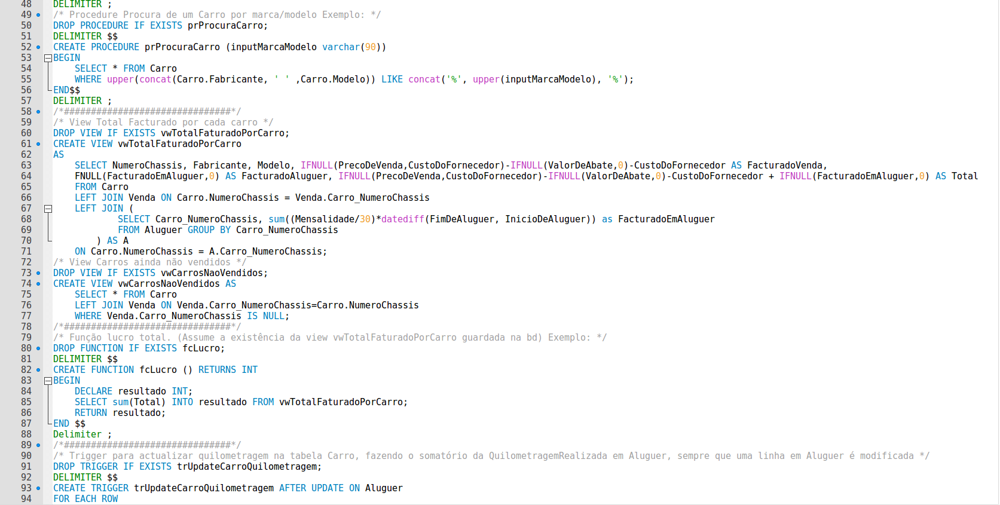 48 DELIMITER ;
49 /* Procedure Procura de um Carro por marca/modelo Exemplo: */
50 DROP PROCEDURE IF EXISTS prProcuraCarro;
51 DELIMITER $$
52 CREATE PROCEDURE prProcuraCarro (inputMarcaModelo varchar(90))
53 BEGIN
54     SELECT * FROM Carro
55     WHERE upper(concat(Carro.Fabricante, ' ' ,Carro.Modelo)) LIKE concat('%', upper(inputMarcaModelo), '%');
56 END$$
57 DELIMITER ;
58 /*###############################*/
59 /* View Total Facturado por cada carro */
60 DROP VIEW IF EXISTS vwTotalFaturadoPorCarro;
61 CREATE VIEW vwTotalFaturadoPorCarro
62 AS
63     SELECT NumeroChassis, Fabricante, Modelo, IFNULL(PrecoDeVenda,CustoDoFornecedor)-IFNULL(ValorDeAbate,0)-CustoDoFornecedor AS FacturadoVenda,
64     FNULL(FacturadoEmAluguer,0) AS FacturadoAluguer, IFNULL(PrecoDeVenda,CustoDoFornecedor)-IFNULL(ValorDeAbate,0)-CustoDoFornecedor + IFNULL(FacturadoEmAluguer,0) AS Total
65     FROM Carro
66     LEFT JOIN Venda ON Carro.NumeroChassis = Venda.Carro_NumeroChassis
67     LEFT JOIN (
68             SELECT Carro_NumeroChassis, sum((Mensalidade/30)*datediff(FimDeAluguer, InicioDeAluguer)) as FacturadoEmAluguer
69             FROM Aluguer GROUP BY Carro_NumeroChassis
70         ) AS A
71     ON Carro.NumeroChassis = A.Carro_NumeroChassis;
72 /* View Carros ainda não vendidos */
73 DROP VIEW IF EXISTS vwCarrosNaoVendidos;
74 CREATE VIEW vwCarrosNaoVendidos AS
75     SELECT * FROM Carro
76     LEFT JOIN Venda ON Venda.Carro_NumeroChassis=Carro.NumeroChassis
77     WHERE Venda.Carro_NumeroChassis IS NULL;
78 /*###############################*/
79 /* Função lucro total. (Assume a existência da view vwTotalFaturadoPorCarro guardada na bd) Exemplo: */
80 DROP FUNCTION IF EXISTS fcLucro;
81 DELIMITER $$
82 CREATE FUNCTION fcLucro () RETURNS INT
83 BEGIN
84     DECLARE resultado INT;
85     SELECT sum(Total) INTO resultado FROM vwTotalFaturadoPorCarro;
86     RETURN resultado;
87 END $$
88 Delimiter ;
89 /*###############################*/
90 /* Trigger para actualizar quilometragem na tabela Carro, fazendo o somatório da QuilometragemRealizada em Aluguer, sempre que uma linha em Aluguer é modificada */
91 DROP TRIGGER IF EXISTS trUpdateCarroQuilometragem;
92 DELIMITER $$
93 CREATE TRIGGER trUpdateCarroQuilometragem AFTER UPDATE ON Aluguer
94 FOR EACH ROW